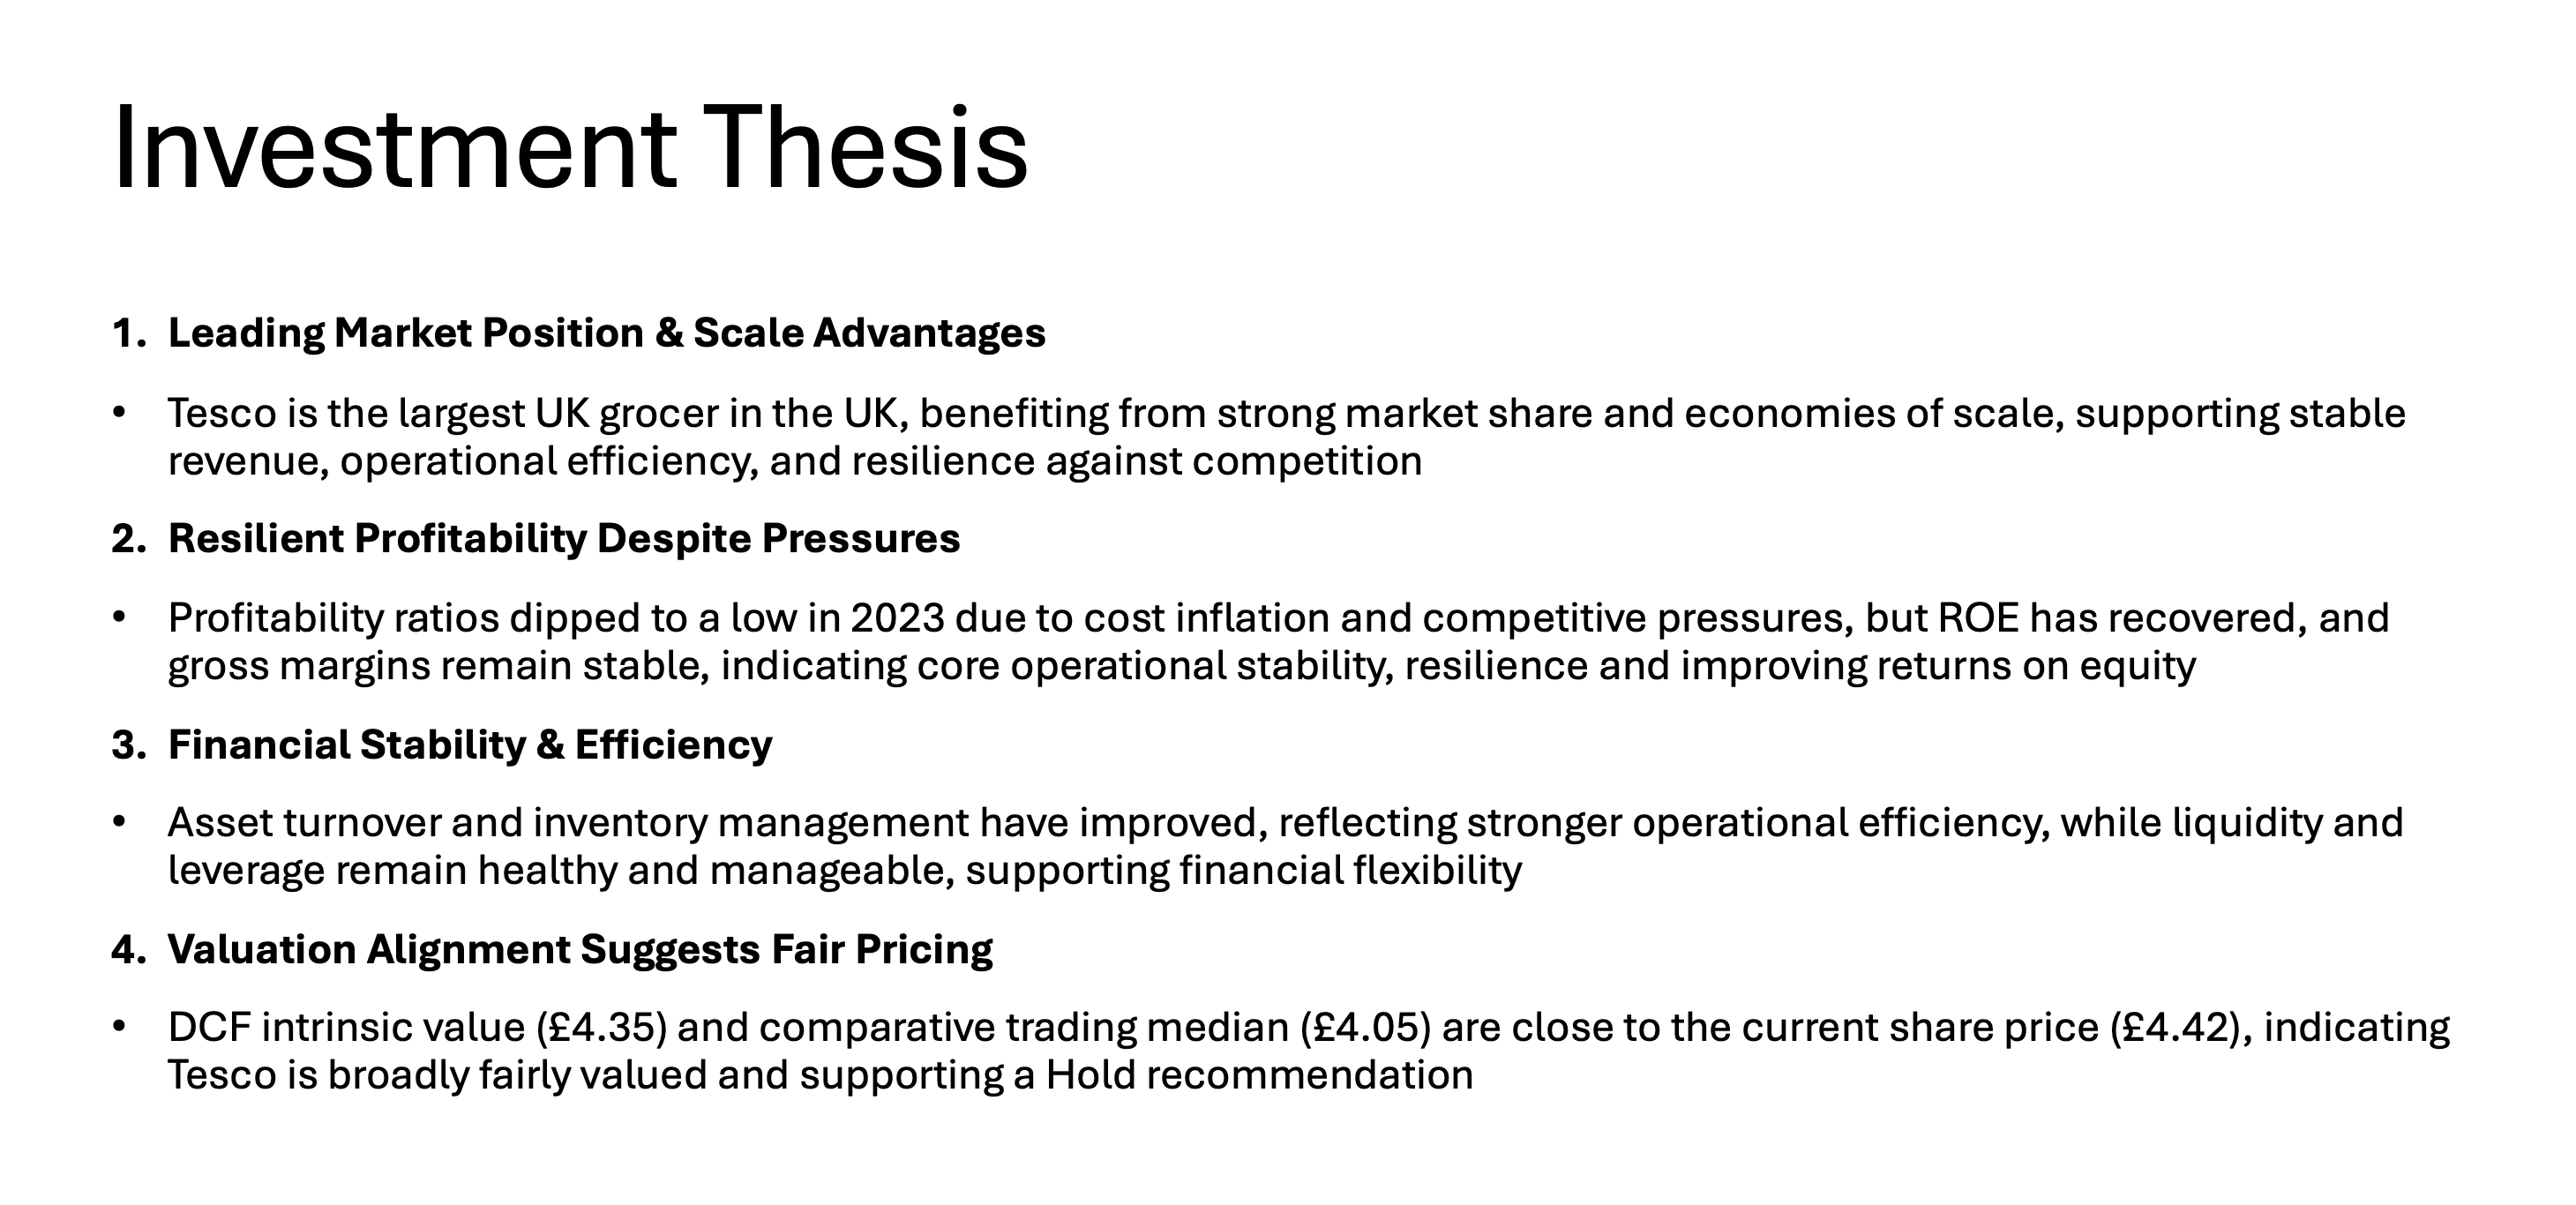 Investment Thesis
1. Leading Market Position & Scale Advantages
• Tesco is the largest UK grocer in the UK, benefiting from strong market share and economies of scale, supporting stable
revenue, operational efficiency, and resilience against competition
2. Resilient Profitability Despite Pressures
• Profitability ratios dipped to a low in 2023 due to cost inflation and competitive pressures, but ROE has recovered, and
gross margins remain stable, indicating core operational stability, resilience and improving returns on equity
3. Financial Stability & Efficiency
• Asset turnover and inventory management have improved, reflecting stronger operational efficiency, while liquidity and
leverage remain healthy and manageable, supporting financial flexibility
4. Valuation Alignment Suggests Fair Pricing
• DCF intrinsic value (£4.35) and comparative trading median (£4.05) are close to the current share price (£4.42), indicating
Tesco is broadly fairly valued and supporting a Hold recommendation